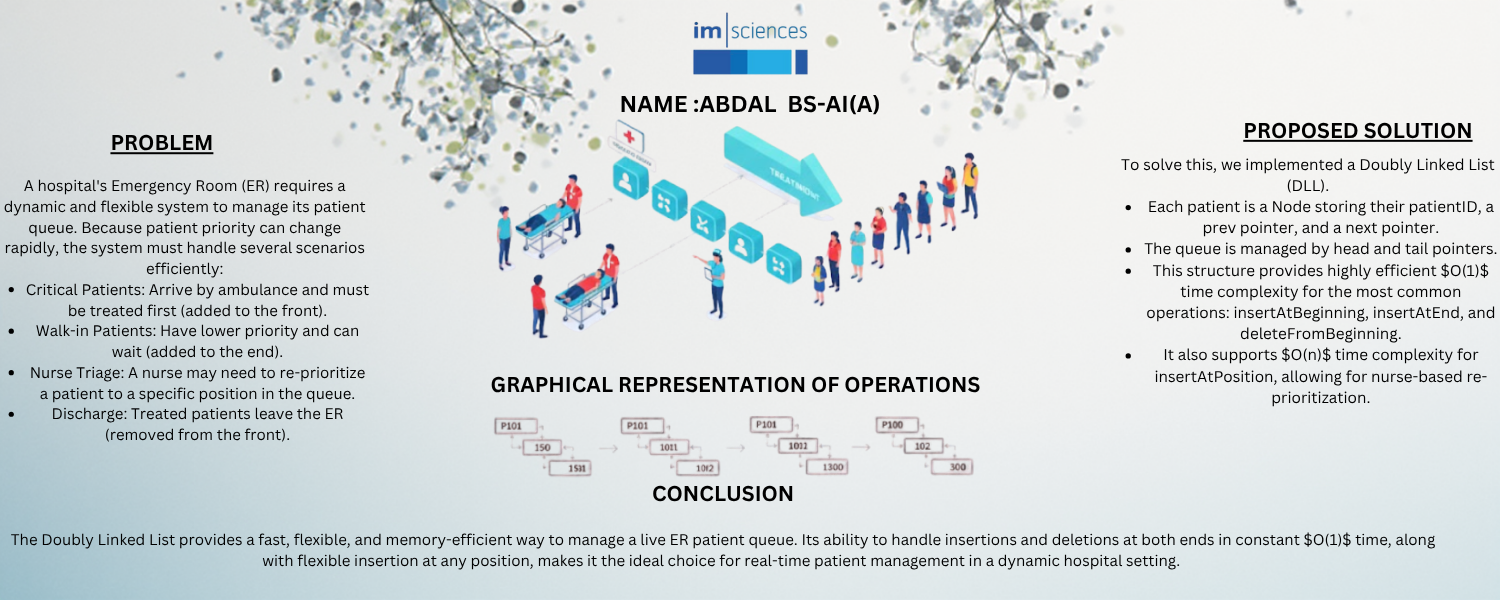 im sciences
NAME :ABDAL BS-AI(A)
PROBLEM
A hospital's Emergency Room (ER) requires a
dynamic and flexible system to manage its patient
queue. Because patient priority can change
rapidly, the system must handle several scenarios
efficiently:
• Critical Patients: Arrive by ambulance and must
be treated first (added to the front).
• Walk-in Patients: Have lower priority and can
wait (added to the end).
• Nurse Triage: A nurse may need to re-prioritize
a patient to a specific position in the queue.
• Discharge: Treated patients leave the ER
(removed from the front).
TREATMENT
GRAPHICAL REPRESENTATION OF OPERATIONS
P101 P101 P101 P100
150 1011 1011 102
1511 1012 1300 300
PROPOSED SOLUTION
To solve this, we implemented a Doubly Linked List
(DLL).
• Each patient is a Node storing their patientID, a
prev pointer, and a next pointer.
• The queue is managed by head and tail pointers.
• This structure provides highly efficient $O(1)$
time complexity for the most common
operations: insertAtBeginning, insertAtEnd, and
deleteFromBeginning.
• It also supports $O(n)$ time complexity for
insertAtPosition, allowing for nurse-based re-
prioritization.
CONCLUSION
The Doubly Linked List provides a fast, flexible, and memory-efficient way to manage a live ER patient queue. Its ability to handle insertions and deletions at both ends in constant $O(1)$ time, along
with flexible insertion at any position, makes it the ideal choice for real-time patient management in a dynamic hospital setting.